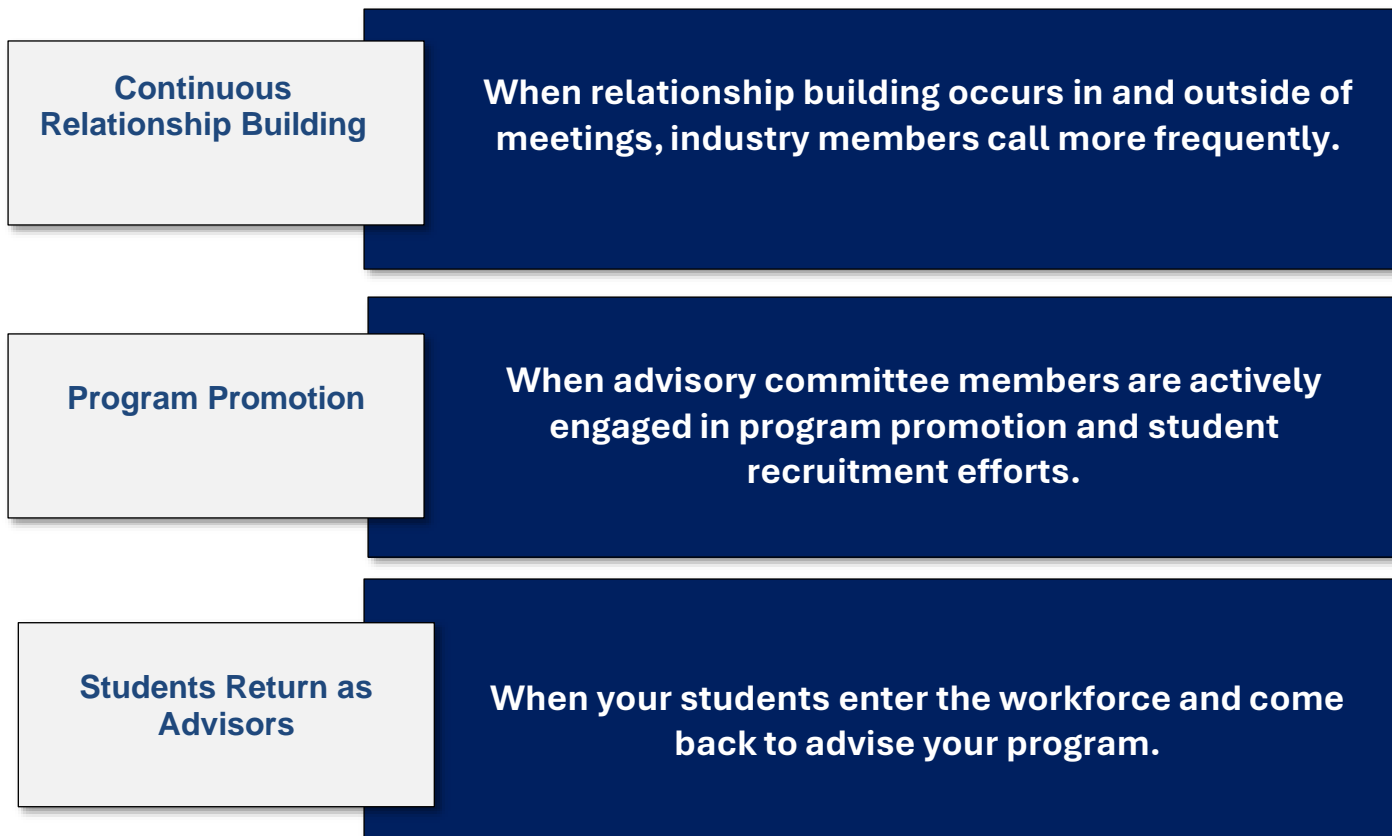 Continuous
Relationship Building
When relationship building occurs in and outside of
meetings, industry members call more frequently.
Program Promotion
When advisory committee members are actively
engaged in program promotion and student
recruitment efforts.
Students Return as
Advisors
When your students enter the workforce and come
back to advise your program.